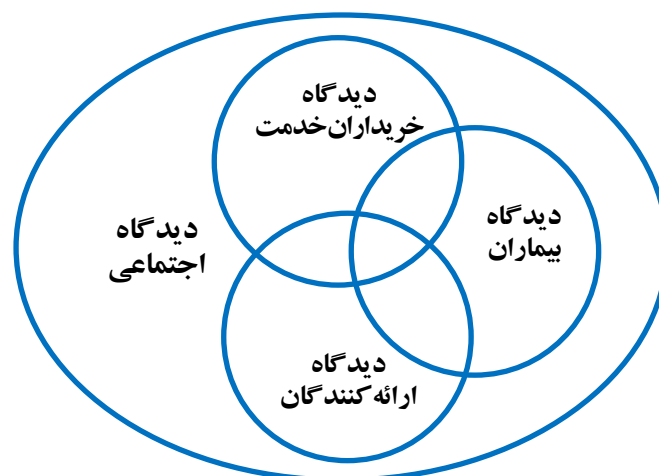 دیدگاه
خریداران خدمت
دیدگاه
بیماران
دیدگاه
اجتماعی
دیدگاه
ارائه کنندگان